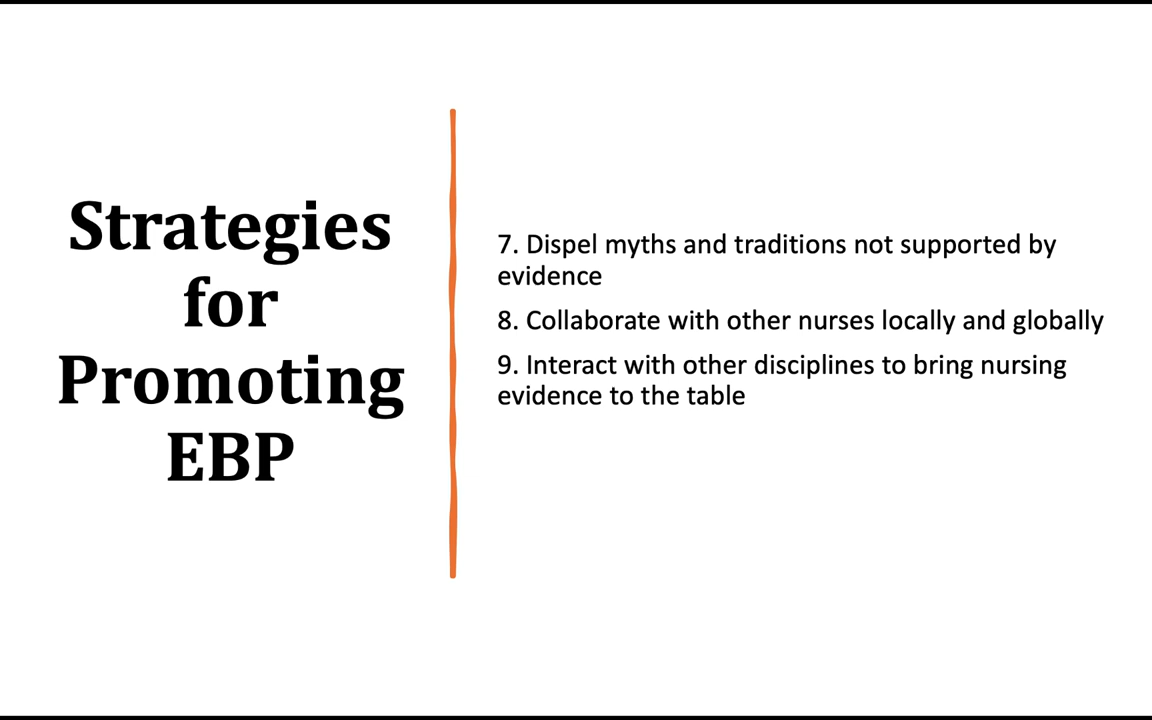 Strategies
for
Promoting
EBP
7. Dispel myths and traditions not supported by
evidence
8. Collaborate with other nurses locally and globally
9. Interact with other disciplines to bring nursing
evidence to the table